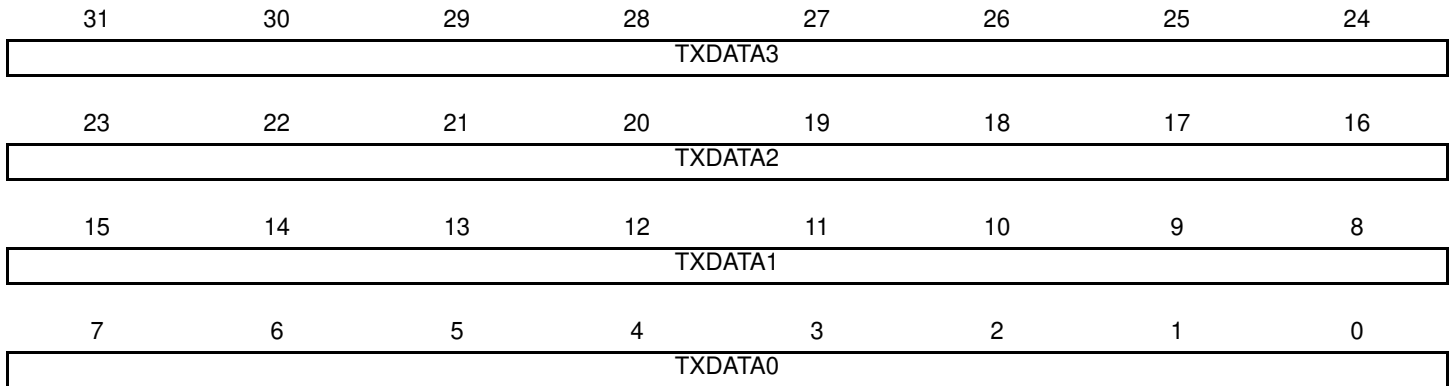 31 30 29 28 27 26 25 24
TXDATA3
23 22 21 20 19 18 17 16
TXDATA2
15 14 13 12 11 10 9 8
TXDATA1
7 6 5 4 3 2 1 0
TXDATA0